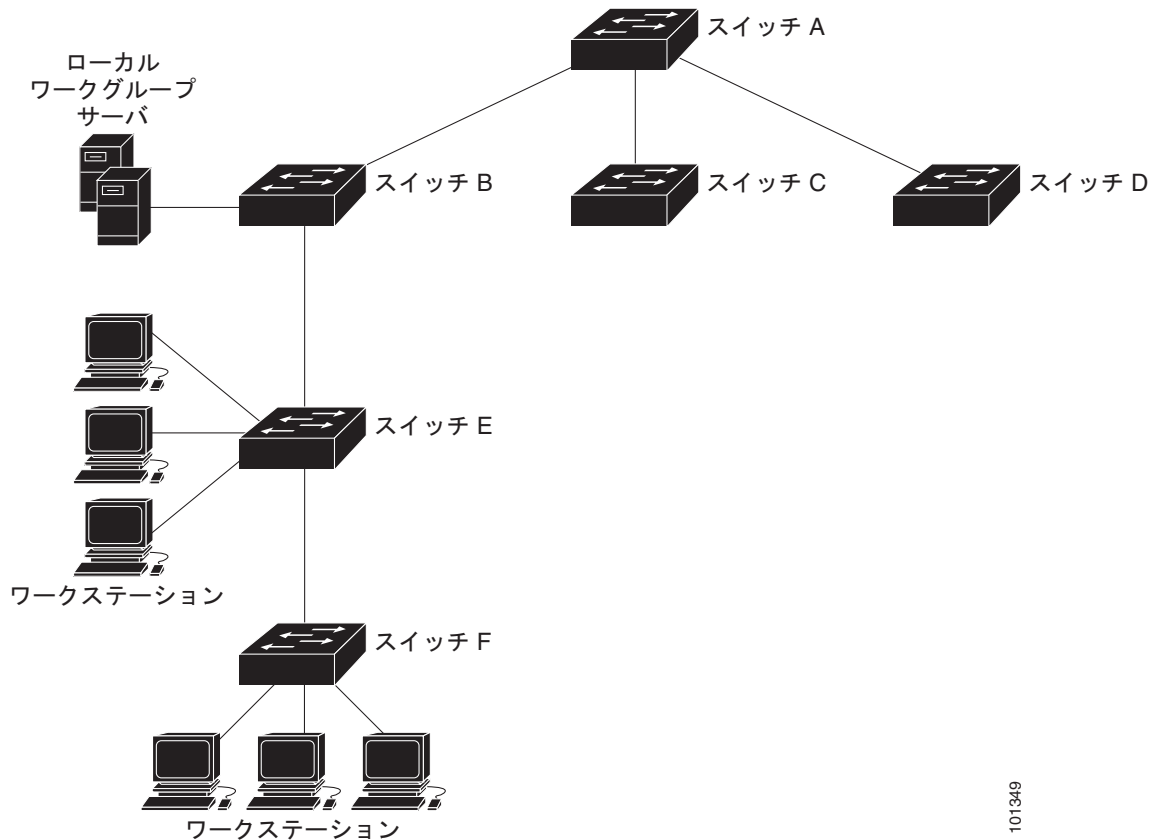 スイッチ A
ローカル
ワークグループ
サーバ
スイッチ B
スイッチ C
スイッチ D
スイッチ E
ワークステーション
スイッチ F
ワークステーション
101349